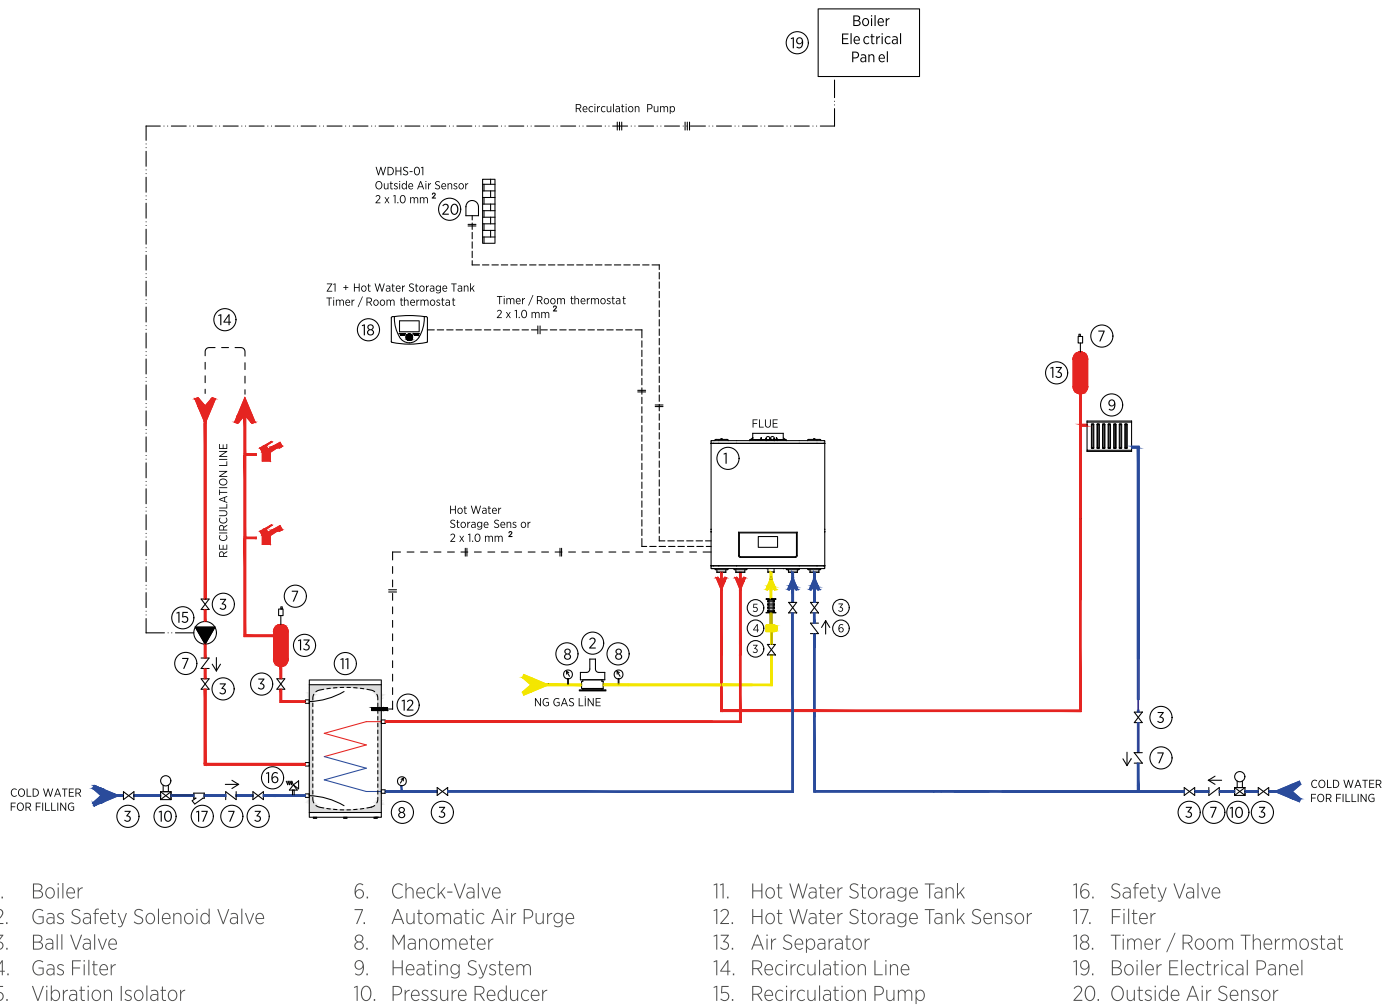 Boiler
Ele ctrical
Pan el
19
Recirculation Pump
WDHS-01
Outside Air Sensor
2 x 1.0 mm 2
20
Z1 + Hot Water Storage Tank
Timer / Room thermostat
18
Timer / Room thermostat
2 x 1.0 mm 2
14
7
13
9
FLUE
1
RE CIRCULATION LINE
Hot Water
Storage Sens or
2 x 1.0 mm 2
3
15
7
13
7
3
3
11
12
5
3
4
6
3
8
2
8
NG GAS LİNE
3
7
16
COLD WATER
FOR FILLING
3
10
17
7
3
8
3
3
7
10
3
COLD WATER
FOR FILLING
. Boiler
2. Gas Safety Solenoid Valve
3. Ball Valve
4. Gas Filter
5. Vibration Isolator
6. Check-Valve
7. Automatic Air Purge
8. Manometer
9. Heating System
10. Pressure Reducer
11. Hot Water Storage Tank
12. Hot Water Storage Tank Sensor
13. Air Separator
14. Recirculation Line
15. Recirculation Pump
16. Safety Valve
17. Filter
18. Timer / Room Thermostat
19. Boiler Electrical Panel
20. Outside Air Sensor